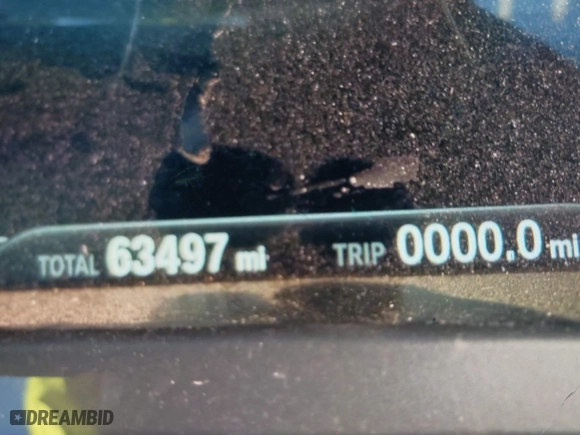 TOTAL 63497 mi TRIP 0000.0 mi
DREAMBID